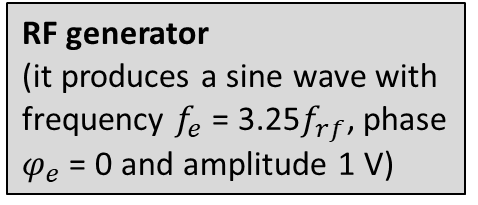 RF generator
(it produces a sine wave with
frequency 𝑓ₑ = 3.25𝑓ᵣ𝑓, phase
𝜑ₑ = 0 and amplitude 1 V)